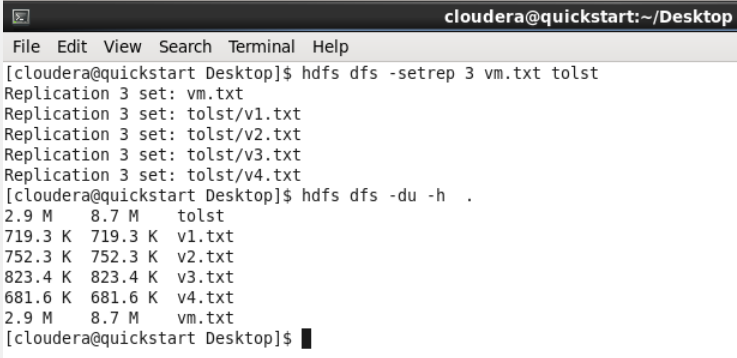 cloudera@quickstart:~/Desktop
File Edit View Search Terminal Help
[cloudera@quickstart Desktop]$ hdfs dfs -setrep 3 vm.txt tolst
Replication 3 set: vm.txt
Replication 3 set: tolst/v1.txt
Replication 3 set: tolst/v2.txt
Replication 3 set: tolst/v3.txt
Replication 3 set: tolst/v4.txt
[cloudera@quickstart Desktop]$ hdfs dfs -du -h  .
2.9 M    8.7 M    tolst
719.3 K  719.3 K  v1.txt
752.3 K  752.3 K  v2.txt
823.4 K  823.4 K  v3.txt
681.6 K  681.6 K  v4.txt
2.9 M    8.7 M    vm.txt
[cloudera@quickstart Desktop]$